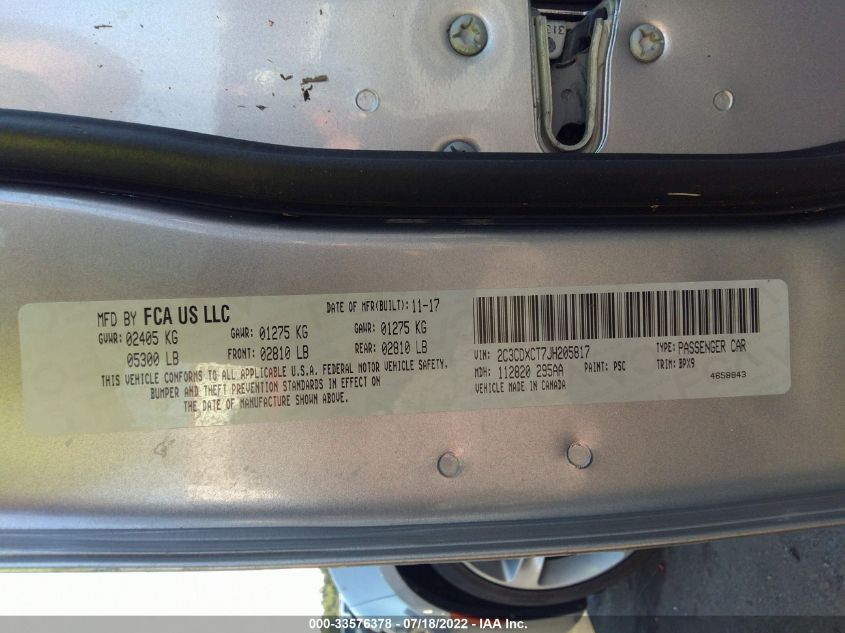 313
MFD BY FCA US LLC DATE OF MFR(BUILT): 11-17
GVWR: 02405 KG GAWR: 01275 KG GAWR: 01275 KG
05300 LB FRONT: 02810 LB REAR: 02810 LB
THIS VEHICLE CONFORMS TO ALL APPLICABLE U.S.A. FEDERAL MOTOR VEHICLE SAFETY,
BUMPER AND THEFT PREVENTION STANDARDS IN EFFECT ON
THE DATE OF MANUFACTURE SHOWN ABOVE.
VIN: 2C3CDXCT7JH205817 TYPE: PASSENGER CAR
MDH: 112820 295AA PAINT: PSC TRIM: BPX9
VEHICLE MADE IN CANADA 4658843
000-33576378 - 07/18/2022 - IAA Inc.